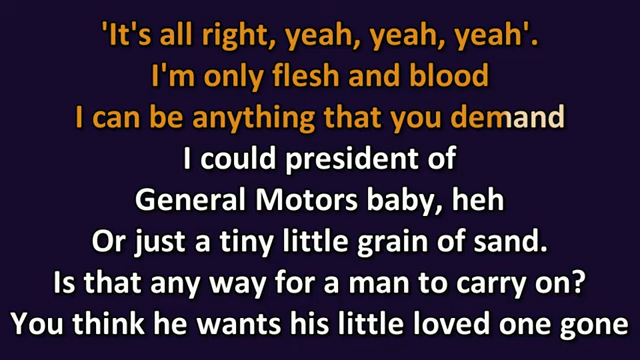 'It's all right, yeah, yeah, yeah'.
I'm only flesh and blood
I can be anything that you demand
I could president of
General Motors baby, heh
Or just a tiny little grain of sand.
Is that any way for a man to carry on?
You think he wants his little loved one gone